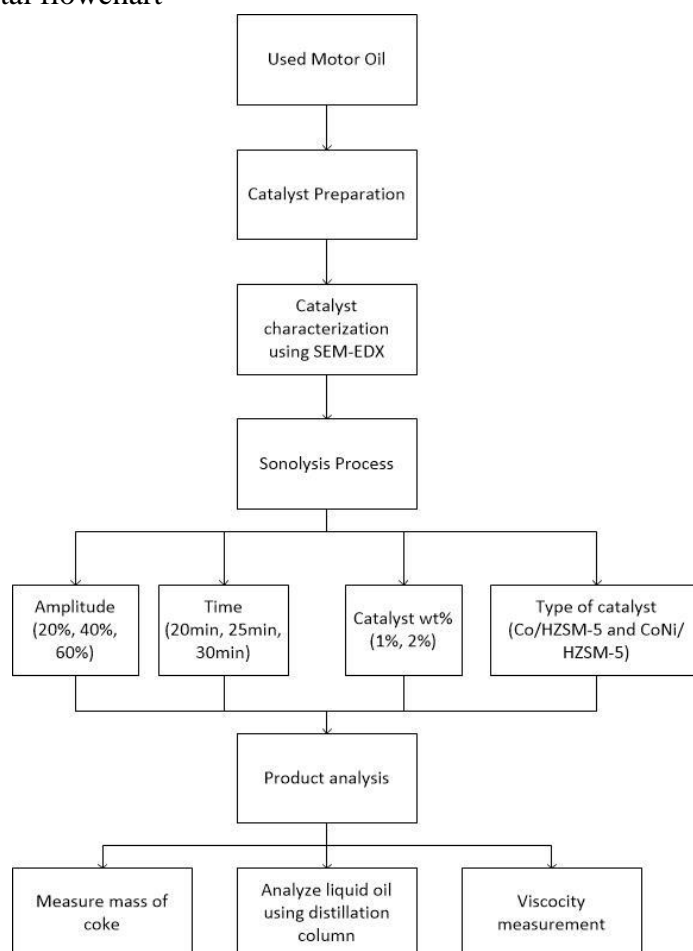 flowchart
Used Motor Oil
Catalyst Preparation
Catalyst
characterization
using SEM-EDX
Sonolysis Process
Amplitude
(20%, 40%,
60%)
Time
(20min, 25min,
30min)
Catalyst wt%
(1%, 2%)
Type of catalyst
(Co/HZSM-5 and CoNi/
HZSM-5)
Product analysis
Measure mass of
coke
Analyze liquid oil
using distillation
column
Viscocity
measurement